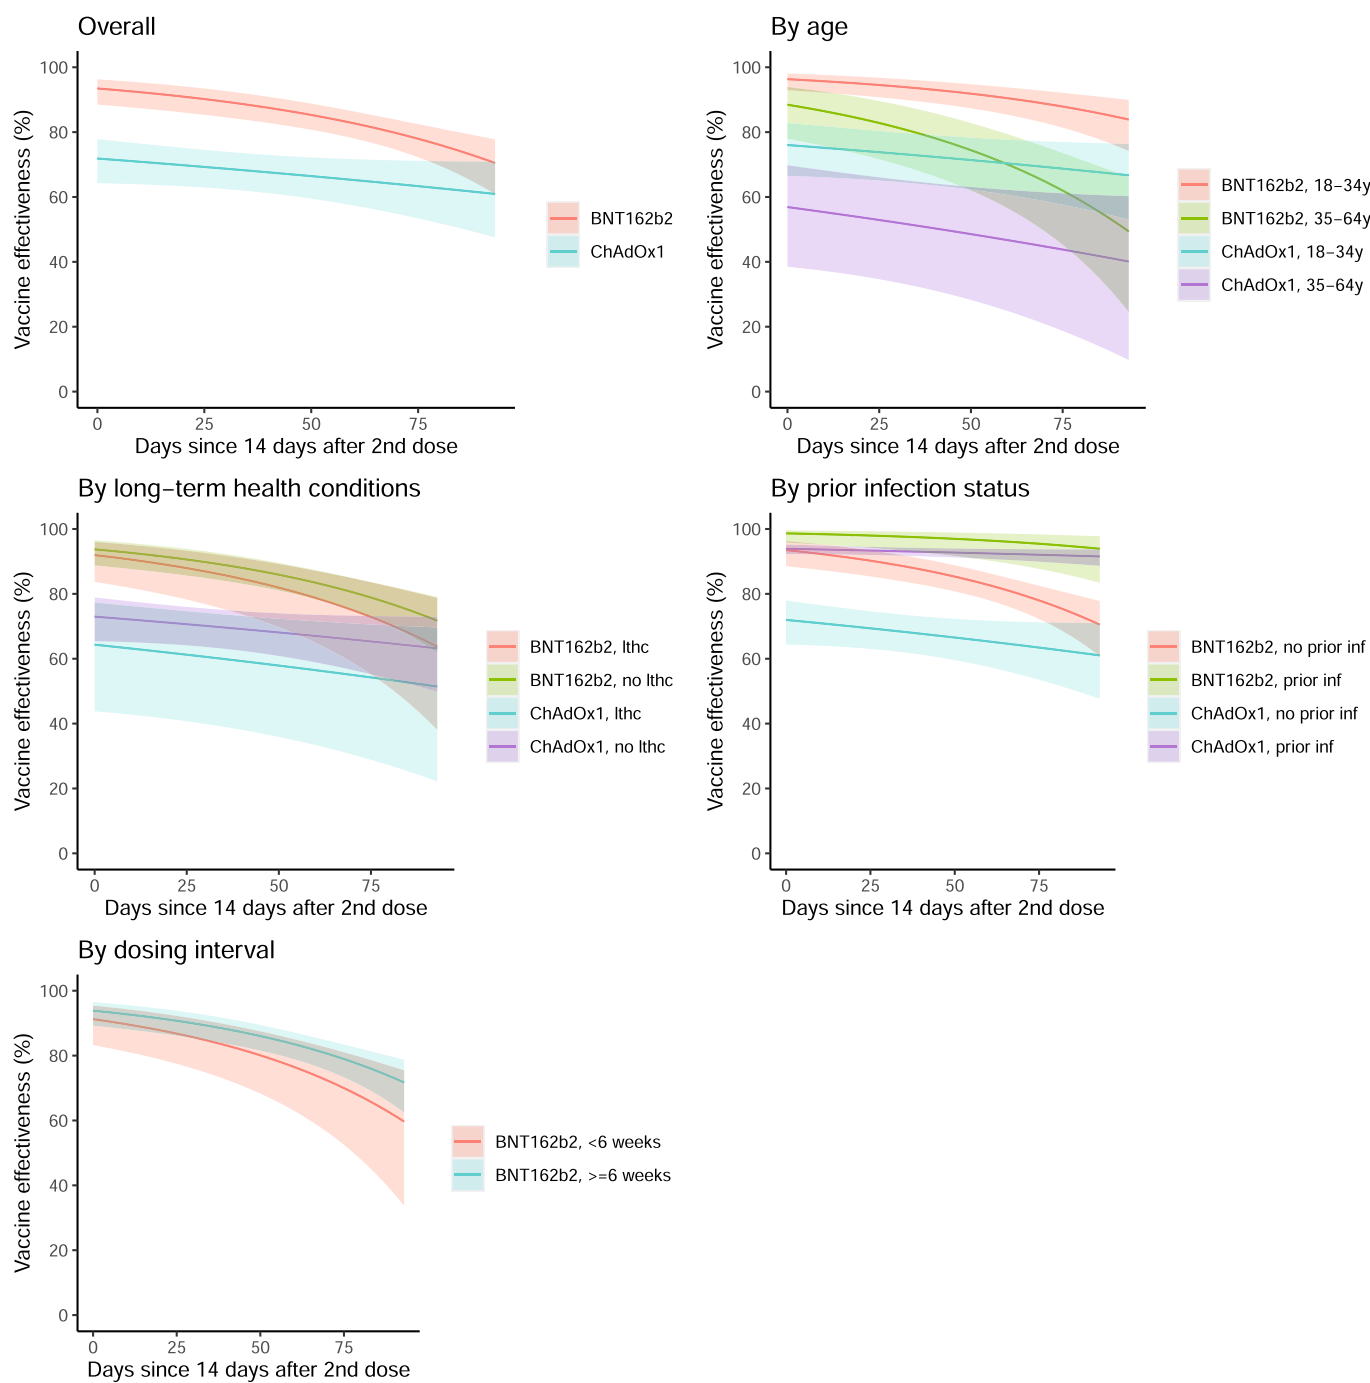 Overall
Vaccine effectiveness (%)
100
80
60
40
20
0
0 25 50 75
Days since 14 days after 2nd dose
BNT162b2
ChAdOx1
By age
Vaccine effectiveness (%)
100
80
60
40
20
0
0 25 50 75
Days since 14 days after 2nd dose
BNT162b2, 18−34y
BNT162b2, 35−64y
ChAdOx1, 18−34y
ChAdOx1, 35−64y
By long−term health conditions
Vaccine effectiveness (%)
100
80
60
40
20
0
0 25 50 75
Days since 14 days after 2nd dose
BNT162b2, lthc
BNT162b2, no lthc
ChAdOx1, lthc
ChAdOx1, no lthc
By prior infection status
Vaccine effectiveness (%)
100
80
60
40
20
0
0 25 50 75
Days since 14 days after 2nd dose
BNT162b2, no prior inf
BNT162b2, prior inf
ChAdOx1, no prior inf
ChAdOx1, prior inf
By dosing interval
Vaccine effectiveness (%)
100
80
60
40
20
0
0 25 50 75
Days since 14 days after 2nd dose
BNT162b2, <6 weeks
BNT162b2, >=6 weeks